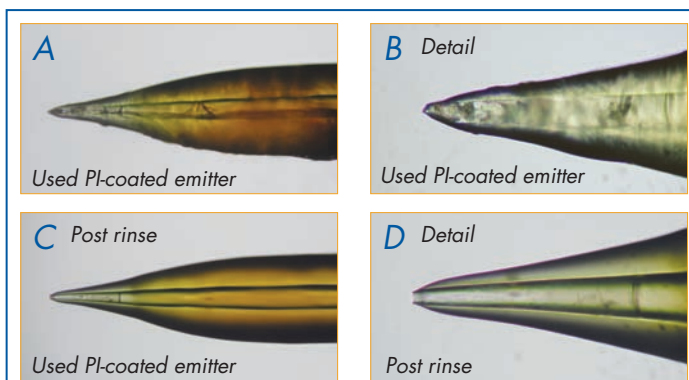 A
Used PI-coated emitter
B Detail
Used PI-coated emitter
C Post rinse
Used PI-coated emitter
D Detail
Post rinse